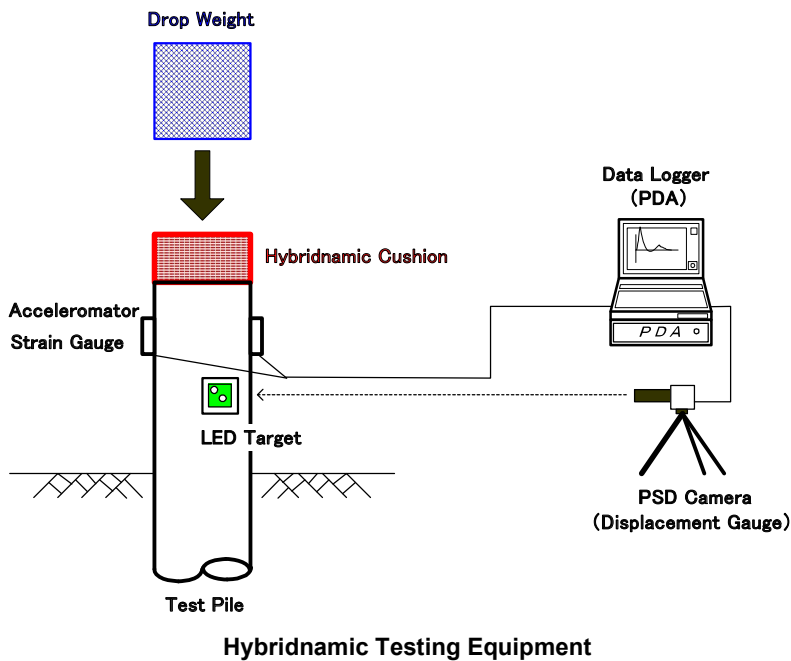 Drop Weight
Data Logger
(PDA)
Hybridnamic Cushion
Acceleromator
Strain Gauge
PDA
LED Target
PSD Camera
(Displacement Gauge)
Test Pile
Hybridnamic Testing Equipment